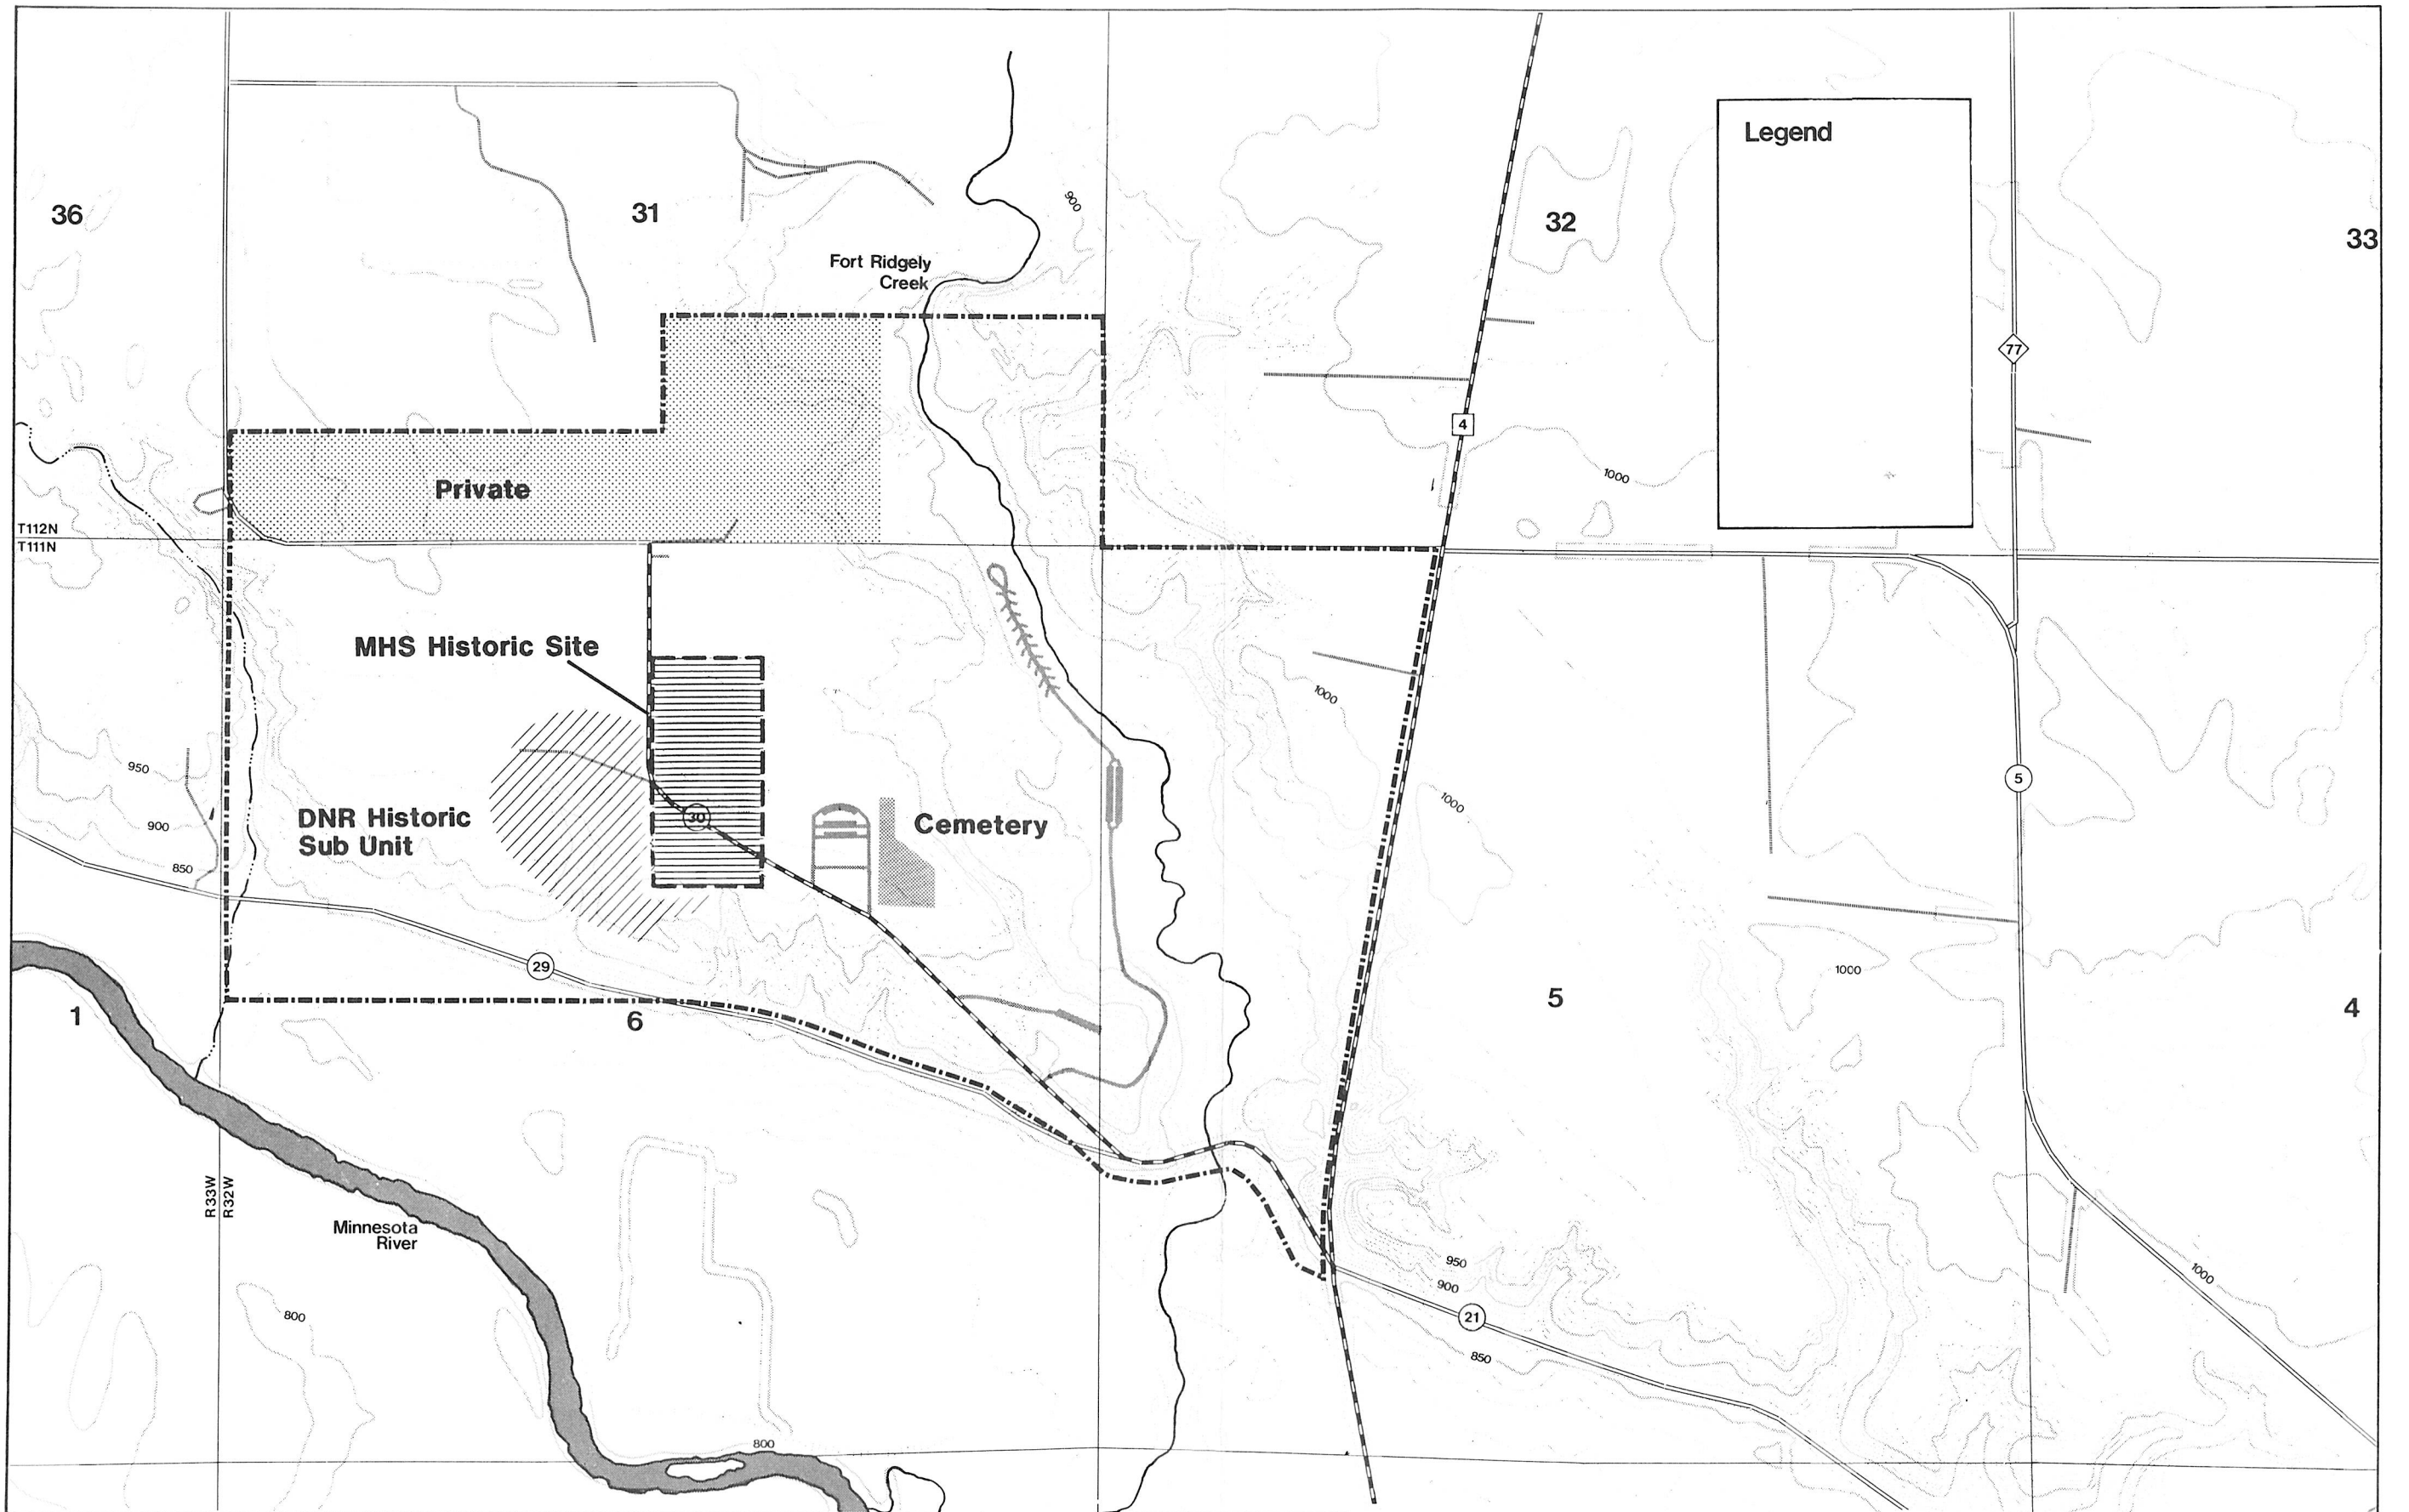 Legend
36
31
32
33
900
Fort Ridgely
Creek
77
4
1000
Private
T112N
T111N
MHS Historic Site
1000
950
5
1000
900
DNR Historic
Sub Unit
30
Cemetery
850
29
1000
1
6
5
4
R33W
R32W
Minnesota
River
950
900
1000
800
21
850
800